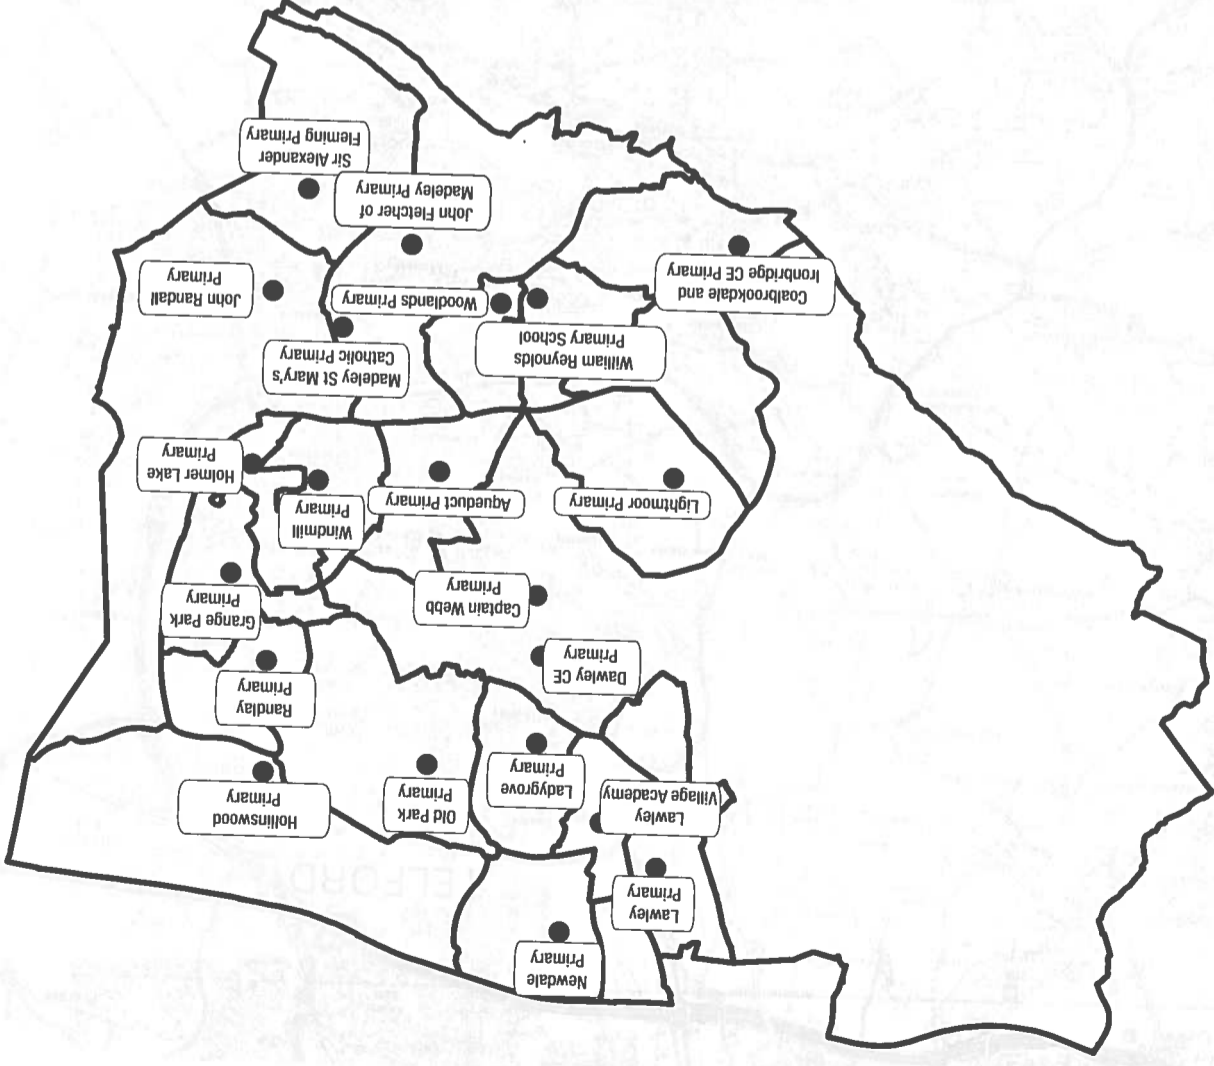 Newdale
Primary
Lawley
Primary
TELFORD
Lawley
Village Academy
Old Park
Primary
Hollinswood
Primary
Ladygrove
Primary
Randlay
Primary
Dawley CE
Primary
Grange Park
Primary
Captain Webb
Primary
Windmill
Primary
Lightmoor Primary
Aqueduct Primary
Holmer Lake
Primary
Madeley St Mary's
Catholic Primary
William Reynolds
Primary School
Woodlands Primary
Coalbrookdale and
Ironbridge CE Primary
John Randall
Primary
John Fletcher of
Madeley Primary
Sir Alexander
Fleming Primary